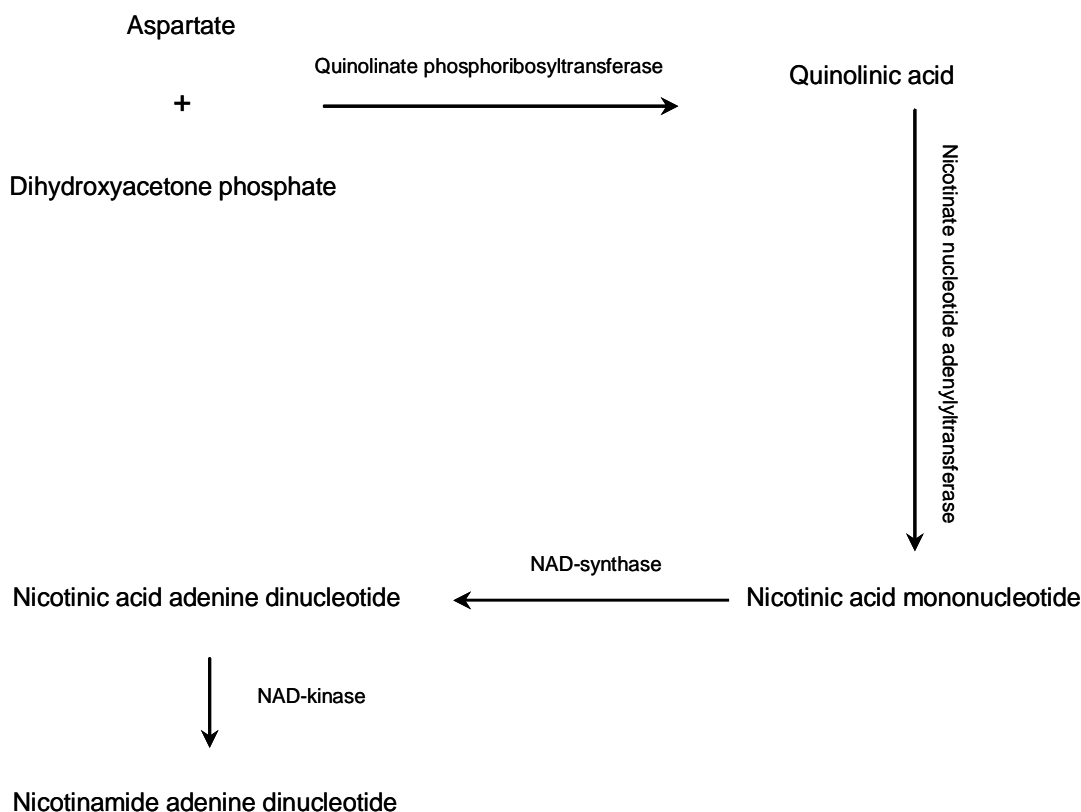 Aspartate
+
Dihydroxyacetone phosphate
Quinolinate phosphoribosyltransferase
Quinolinic acid
Nicotinate nucleotide adenylyltransferase
Nicotinic acid mononucleotide
NAD-synthase
Nicotinic acid adenine dinucleotide
NAD-kinase
Nicotinamide adenine dinucleotide